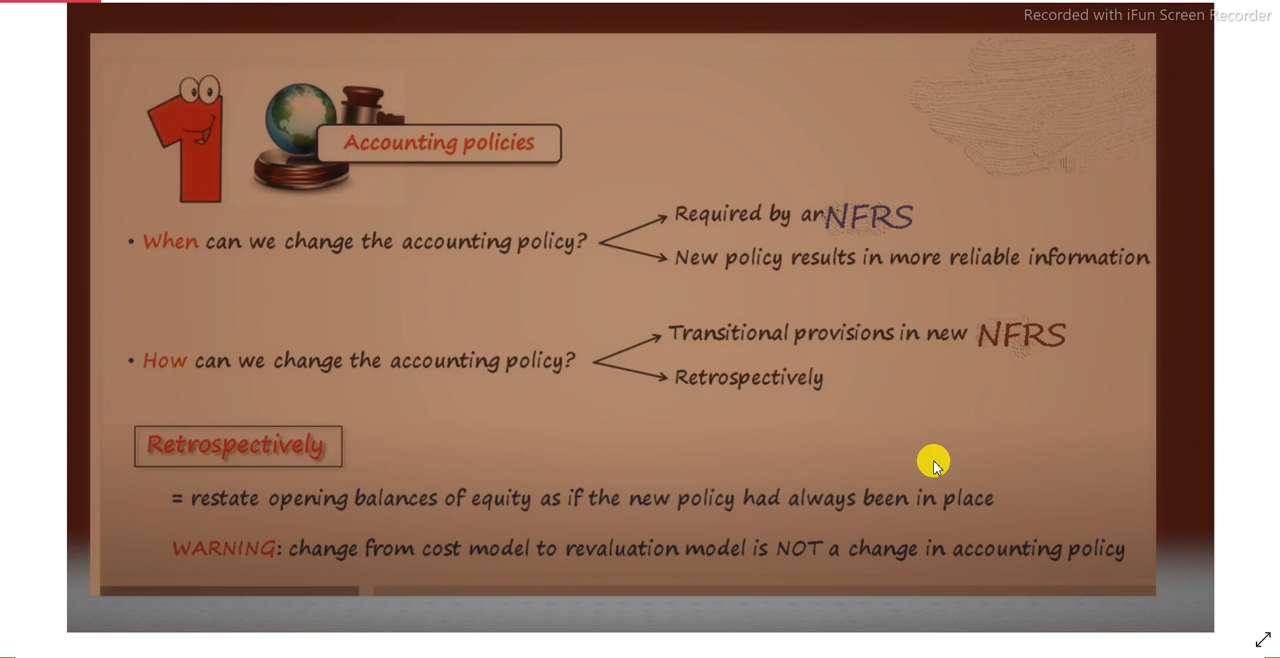 Recorded with iFun Screen Recorder
Accounting policies
• When can we change the accounting policy?
Required by an NFRS
New policy results in more reliable information
• How can we change the accounting policy?
Transitional provisions in new NFRS
Retrospectively
Retrospectively
= restate opening balances of equity as if the new policy had always been in place
WARNING: change from cost model to revaluation model is NOT a change in accounting policy